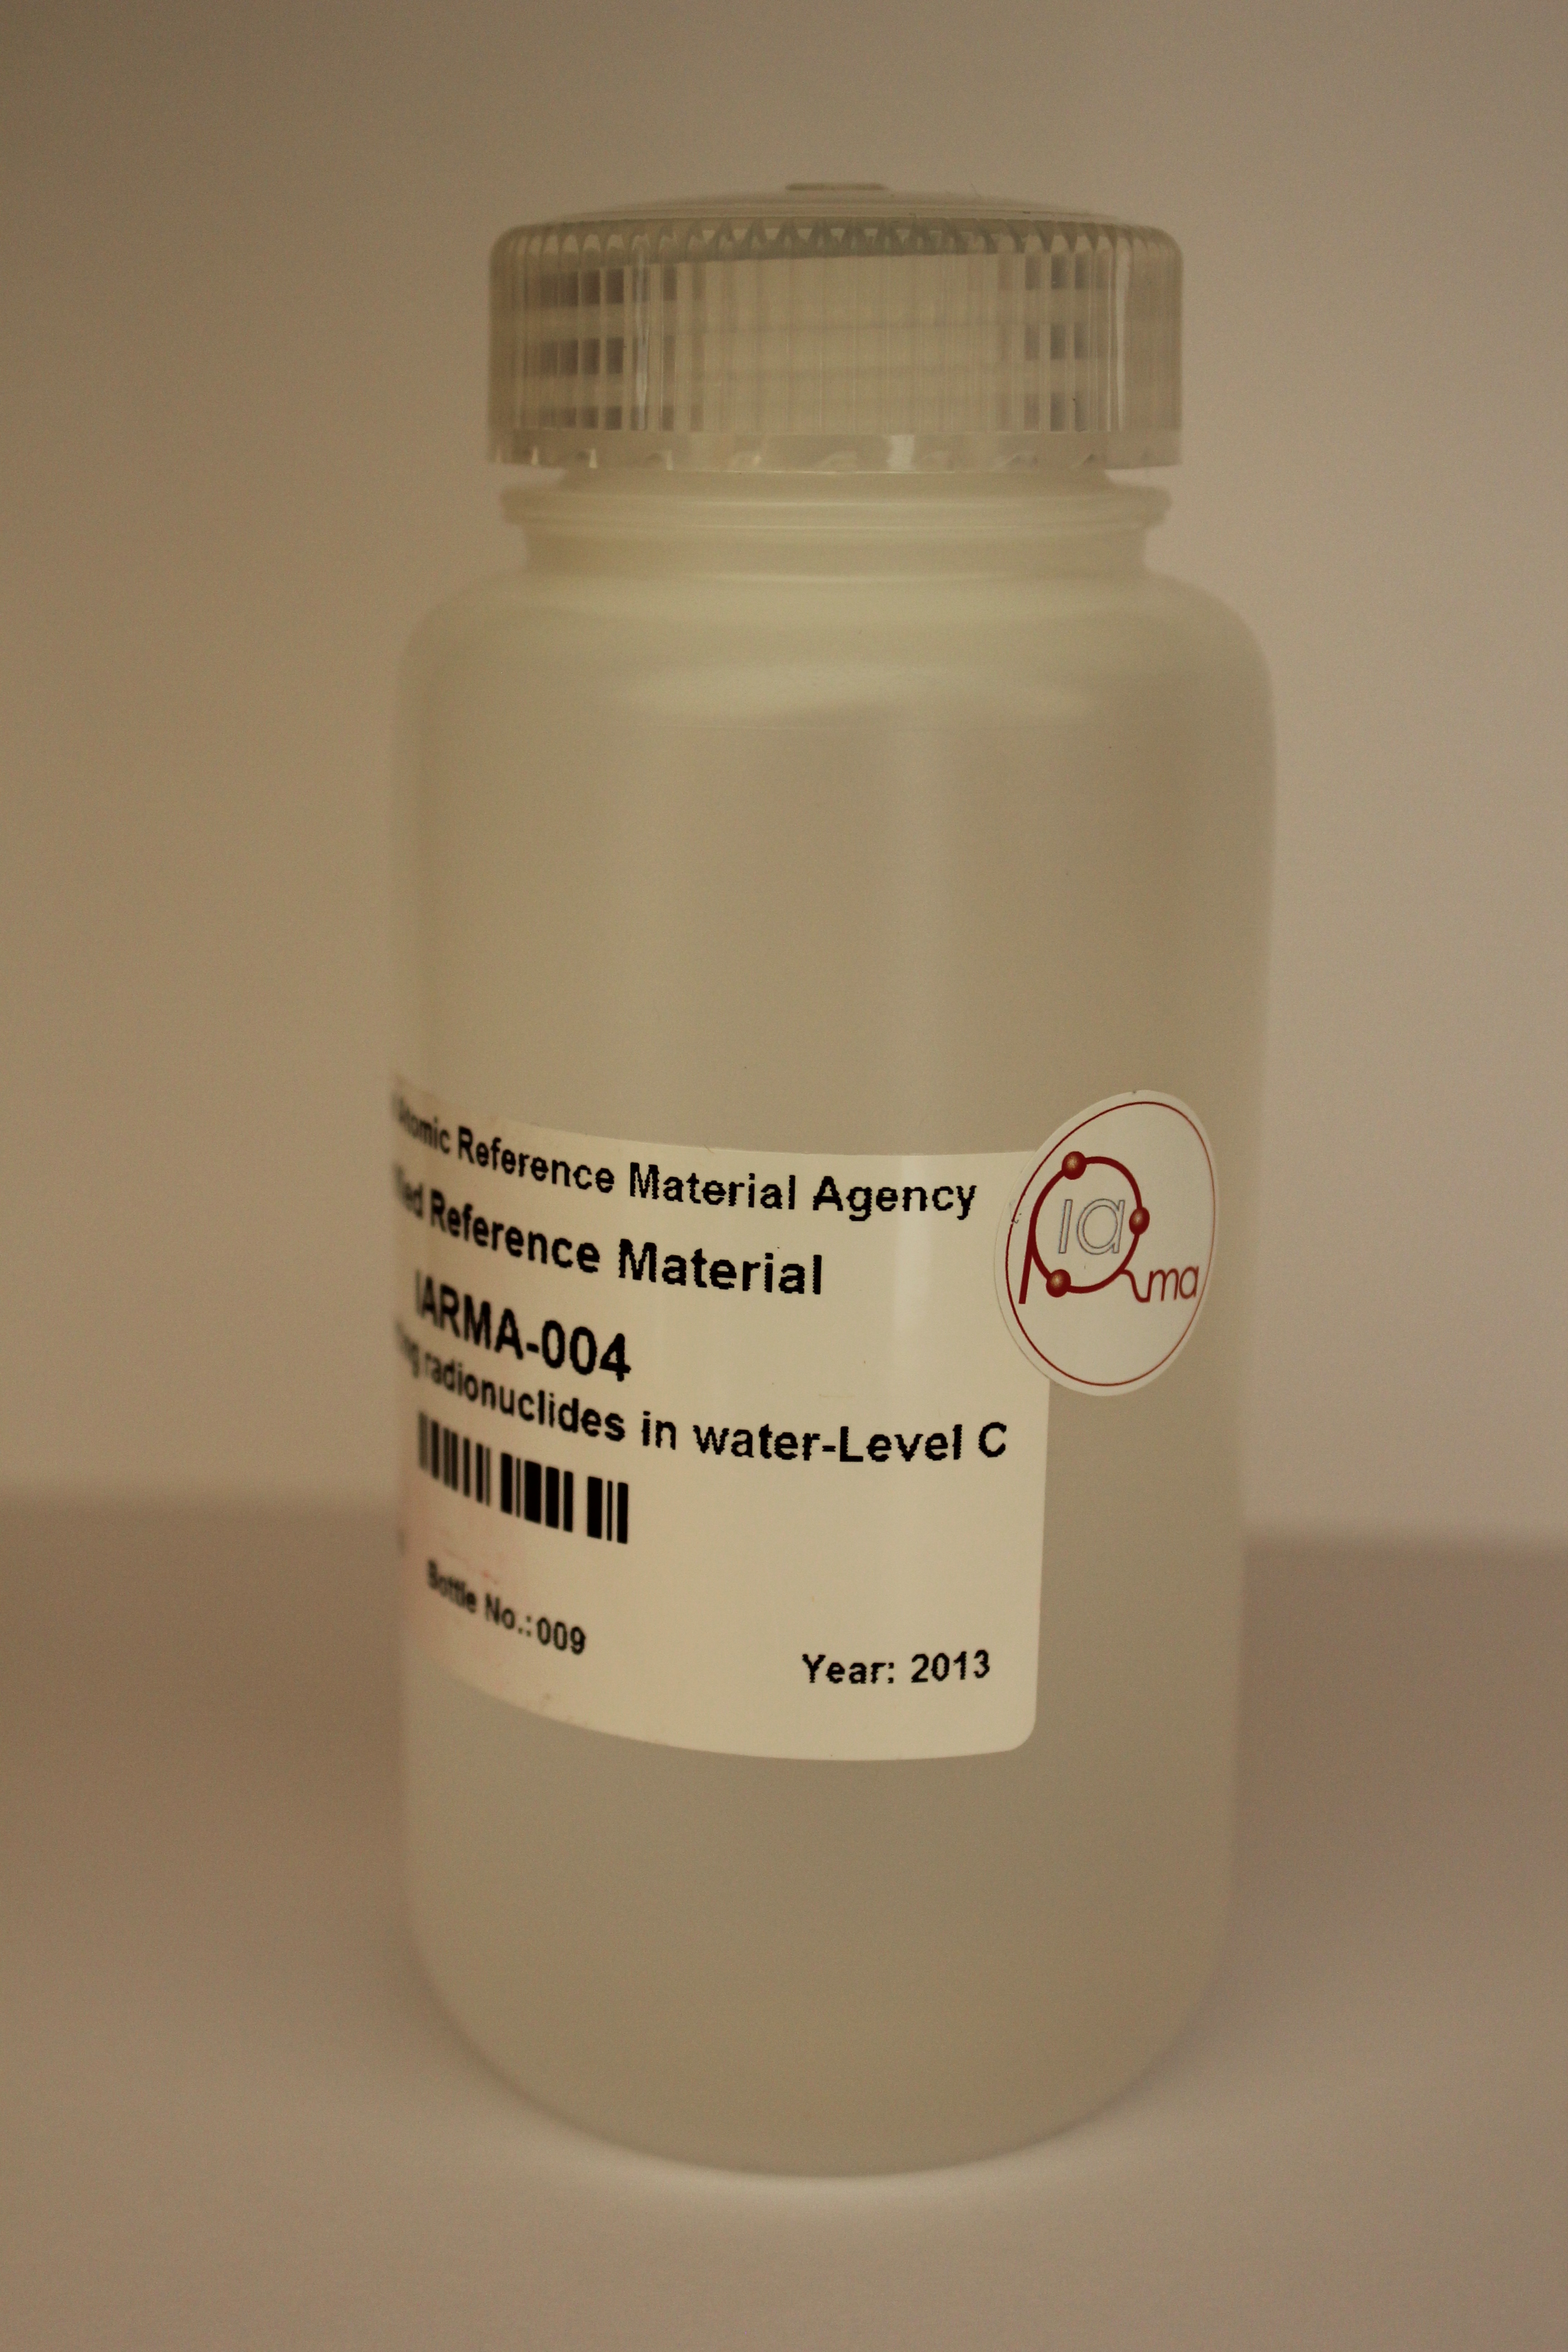 Atomic Reference Material Agency
Reference Material
IARMA-004
radionuclides in water-Level C
Bottle No.:009
Year: 2013
ia
ma